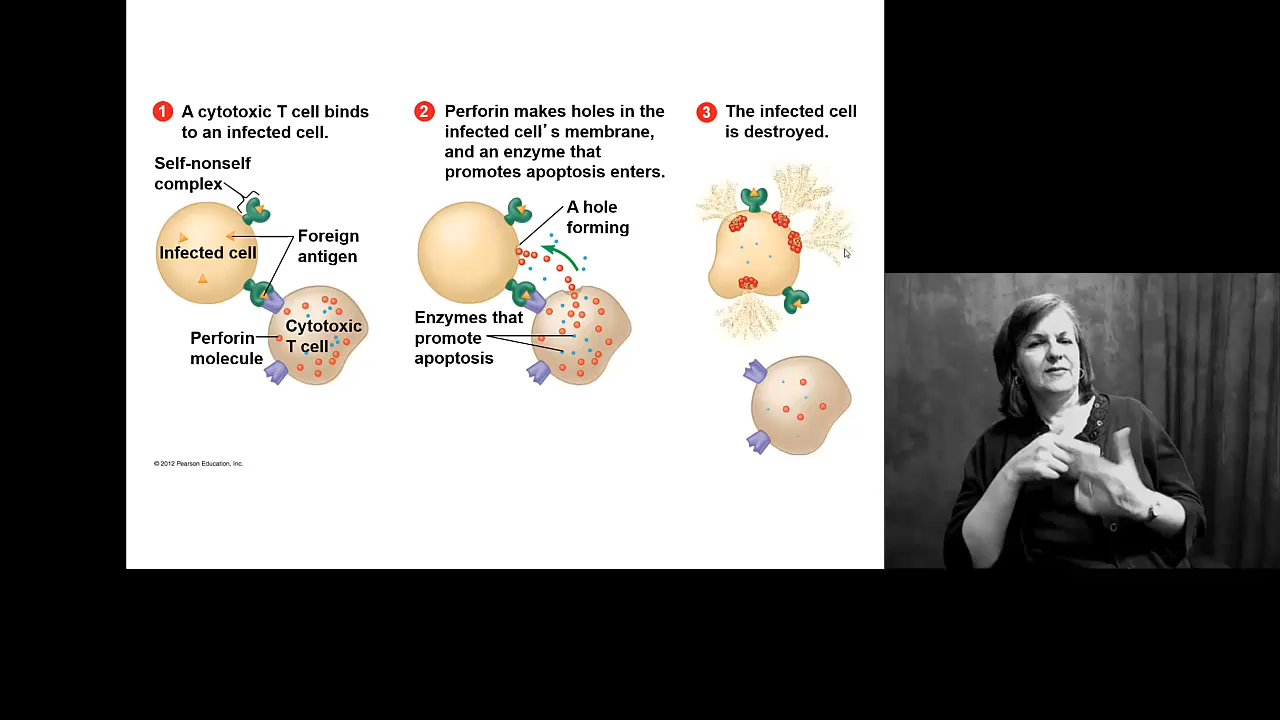 1 A cytotoxic T cell binds
to an infected cell.
Self-nonself
complex
Infected cell
Foreign
antigen
Perforin
molecule
Cytotoxic
T cell
2 Perforin makes holes in the
infected cell’s membrane,
and an enzyme that
promotes apoptosis enters.
A hole
forming
Enzymes that
promote
apoptosis
3 The infected cell
is destroyed.
© 2012 Pearson Education, Inc.